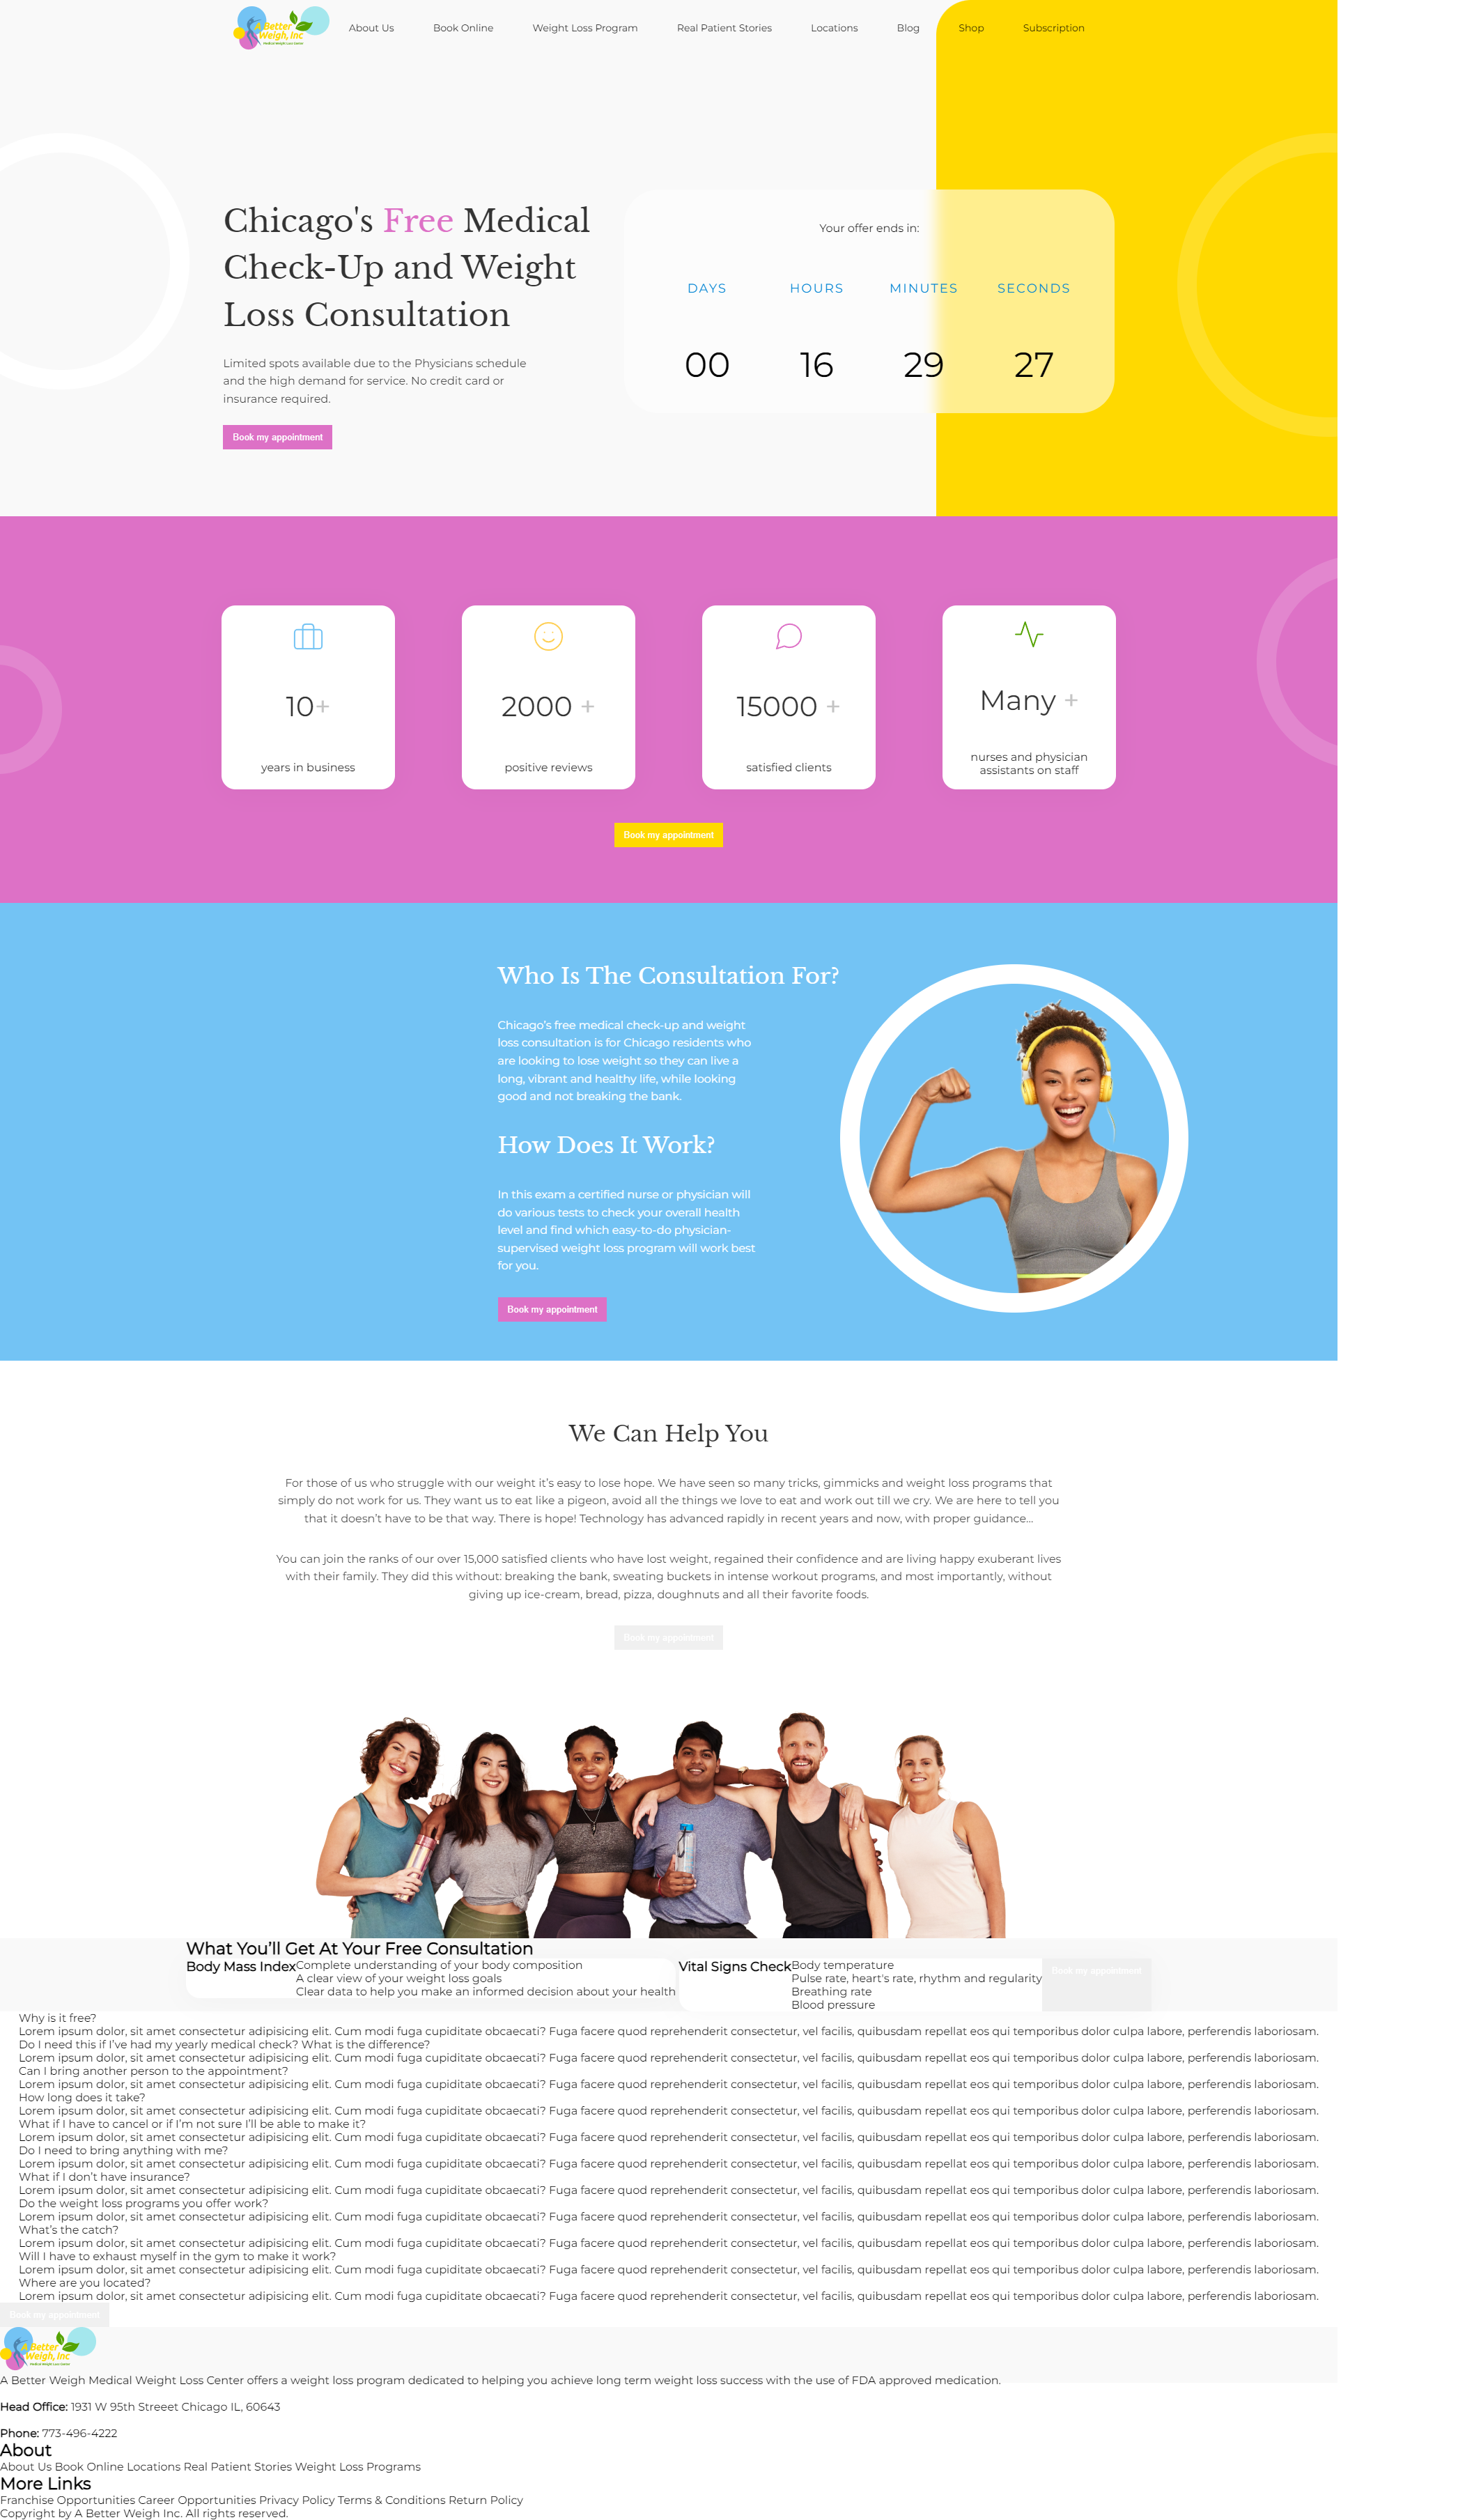 A Better
Weigh, Inc
Medical Weight Loss Center
About Us Book Online Weight Loss Program Real Patient Stories Locations Blog Shop Subscription
Chicago's Free Medical
Check-Up and Weight
Loss Consultation
Limited spots available due to the Physicians schedule
and the high demand for service. No credit card or
insurance required.
Book my appointment
Your offer ends in:
DAYS HOURS MINUTES SECONDS
00 16 29 27
10+
years in business
2000 +
positive reviews
15000 +
satisfied clients
Many +
nurses and physician
assistants on staff
Book my appointment
Who Is The Consultation For?
Chicago’s free medical check-up and weight
loss consultation is for Chicago residents who
are looking to lose weight so they can live a
long, vibrant and healthy life, while looking
good and not breaking the bank.
How Does It Work?
In this exam a certified nurse or physician will
do various tests to check your overall health
level and find which easy-to-do physician-
supervised weight loss program will work best
for you.
Book my appointment
We Can Help You
For those of us who struggle with our weight it’s easy to lose hope. We have seen so many tricks, gimmicks and weight loss programs that
simply do not work for us. They want us to eat like a pigeon, avoid all the things we love to eat and work out till we cry. We are here to tell you
that it doesn’t have to be that way. There is hope! Technology has advanced rapidly in recent years and now, with proper guidance...
You can join the ranks of our over 15,000 satisfied clients who have lost weight, regained their confidence and are living happy exuberant lives
with their family. They did this without: breaking the bank, sweating buckets in intense workout programs, and most importantly, without
giving up ice-cream, bread, pizza, doughnuts and all their favorite foods.
Book my appointment
What You’ll Get At Your Free Consultation
Body Mass Index
Complete understanding of your body composition
A clear view of your weight loss goals
Clear data to help you make an informed decision about your health
Vital Signs Check
Body temperature
Pulse rate, heart's rate, rhythm and regularity
Breathing rate
Blood pressure
Book my appointment
Why is it free?
Lorem ipsum dolor, sit amet consectetur adipisicing elit. Cum modi fuga cupiditate obcaecati? Fuga facere quod reprehenderit consectetur, vel facilis, quibusdam repellat eos qui temporibus dolor culpa labore, perferendis laboriosam.
Do I need this if I’ve had my yearly medical check? What is the difference?
Lorem ipsum dolor, sit amet consectetur adipisicing elit. Cum modi fuga cupiditate obcaecati? Fuga facere quod reprehenderit consectetur, vel facilis, quibusdam repellat eos qui temporibus dolor culpa labore, perferendis laboriosam.
Can I bring another person to the appointment?
Lorem ipsum dolor, sit amet consectetur adipisicing elit. Cum modi fuga cupiditate obcaecati? Fuga facere quod reprehenderit consectetur, vel facilis, quibusdam repellat eos qui temporibus dolor culpa labore, perferendis laboriosam.
How long does it take?
Lorem ipsum dolor, sit amet consectetur adipisicing elit. Cum modi fuga cupiditate obcaecati? Fuga facere quod reprehenderit consectetur, vel facilis, quibusdam repellat eos qui temporibus dolor culpa labore, perferendis laboriosam.
What if I have to cancel or if I’m not sure I’ll be able to make it?
Lorem ipsum dolor, sit amet consectetur adipisicing elit. Cum modi fuga cupiditate obcaecati? Fuga facere quod reprehenderit consectetur, vel facilis, quibusdam repellat eos qui temporibus dolor culpa labore, perferendis laboriosam.
Do I need to bring anything with me?
Lorem ipsum dolor, sit amet consectetur adipisicing elit. Cum modi fuga cupiditate obcaecati? Fuga facere quod reprehenderit consectetur, vel facilis, quibusdam repellat eos qui temporibus dolor culpa labore, perferendis laboriosam.
What if I don’t have insurance?
Lorem ipsum dolor, sit amet consectetur adipisicing elit. Cum modi fuga cupiditate obcaecati? Fuga facere quod reprehenderit consectetur, vel facilis, quibusdam repellat eos qui temporibus dolor culpa labore, perferendis laboriosam.
Do the weight loss programs you offer work?
Lorem ipsum dolor, sit amet consectetur adipisicing elit. Cum modi fuga cupiditate obcaecati? Fuga facere quod reprehenderit consectetur, vel facilis, quibusdam repellat eos qui temporibus dolor culpa labore, perferendis laboriosam.
What’s the catch?
Lorem ipsum dolor, sit amet consectetur adipisicing elit. Cum modi fuga cupiditate obcaecati? Fuga facere quod reprehenderit consectetur, vel facilis, quibusdam repellat eos qui temporibus dolor culpa labore, perferendis laboriosam.
Will I have to exhaust myself in the gym to make it work?
Lorem ipsum dolor, sit amet consectetur adipisicing elit. Cum modi fuga cupiditate obcaecati? Fuga facere quod reprehenderit consectetur, vel facilis, quibusdam repellat eos qui temporibus dolor culpa labore, perferendis laboriosam.
Where are you located?
Lorem ipsum dolor, sit amet consectetur adipisicing elit. Cum modi fuga cupiditate obcaecati? Fuga facere quod reprehenderit consectetur, vel facilis, quibusdam repellat eos qui temporibus dolor culpa labore, perferendis laboriosam.
Book my appointment
A Better
Weigh, Inc
Medical Weight Loss Center
A Better Weigh Medical Weight Loss Center offers a weight loss program dedicated to helping you achieve long term weight loss success with the use of FDA approved medication.
Head Office: 1931 W 95th Streeet Chicago IL, 60643
Phone: 773-496-4222
About
About Us Book Online Locations Real Patient Stories Weight Loss Programs
More Links
Franchise Opportunities Career Opportunities Privacy Policy Terms & Conditions Return Policy
Copyright by A Better Weigh Inc. All rights reserved.